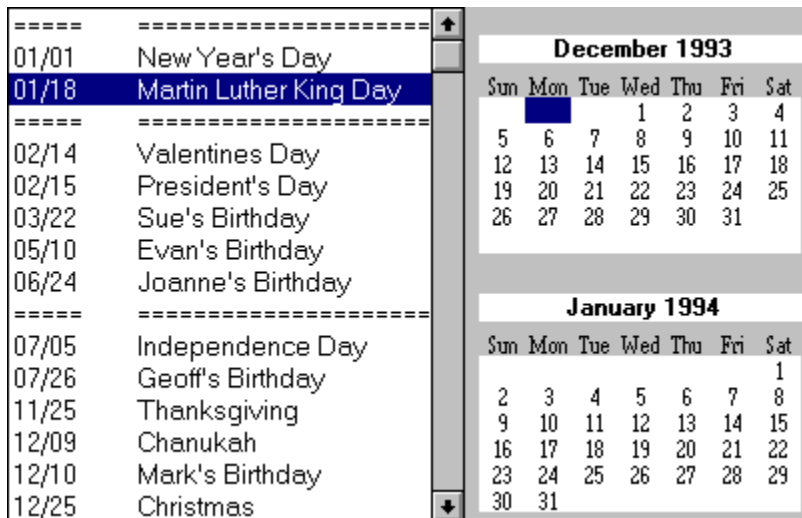 ===== ======================
01/01 New Year's Day
01/18 Martin Luther King Day
===== ======================
02/14 Valentines Day
02/15 President's Day
03/22 Sue's Birthday
05/10 Evan's Birthday
06/24 Joanne's Birthday
===== ======================
07/05 Independence Day
07/26 Geoff's Birthday
11/25 Thanksgiving
12/09 Chanukah
12/10 Mark's Birthday
12/25 Christmas
December 1993
Sun Mon Tue Wed Thu Fri Sat
1 2 3 4
5 6 7 8 9 10 11
12 13 14 15 16 17 18
19 20 21 22 23 24 25
26 27 28 29 30 31
January 1994
Sun Mon Tue Wed Thu Fri Sat
1
2 3 4 5 6 7 8
9 10 11 12 13 14 15
16 17 18 19 20 21 22
23 24 25 26 27 28 29
30 31